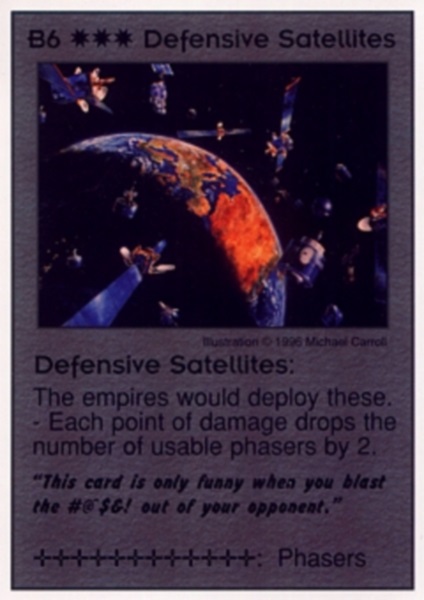 B6 ✷✷✷ Defensive Satellites
Illustration © 1996 Michael Carroll
Defensive Satellites:
The empires would deploy these.
- Each point of damage drops the
number of usable phasers by 2.
“This card is only funny when you blast
the #@$&! out of your opponent.”
✛✛✛✛✛✛✛✛✛✛✛✛: Phasers